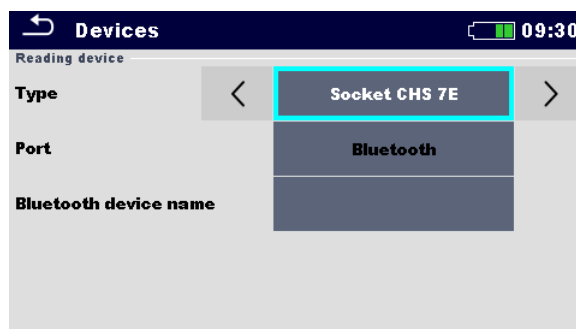 Devices 09:30
Reading device
Type Socket CHS 7E
Port Bluetooth
Bluetooth device name